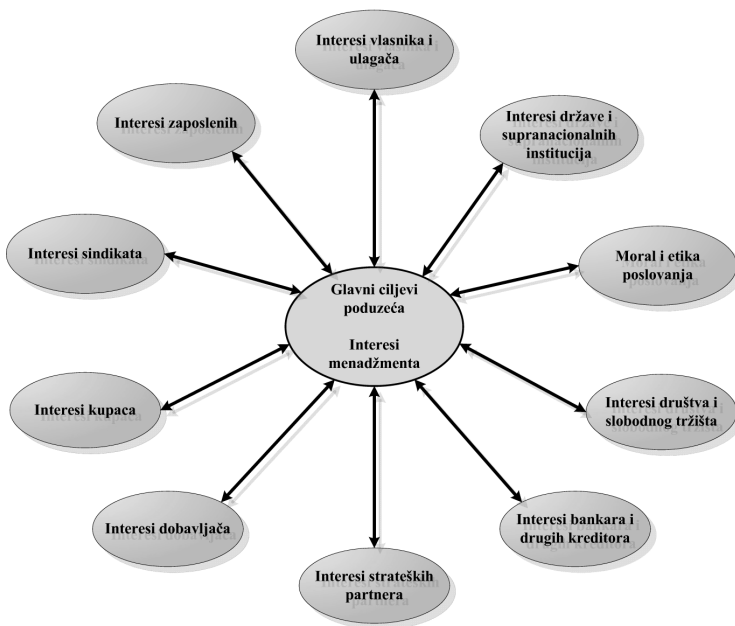 Interesi vlasnika i
ulagača
Interesi zaposlenih
Interesi države i
supranacionalnih
institucija
Interesi sindikata
Moral i etika
poslovanja
Glavni ciljevi
poduzeća
Interesi
menadžmenta
Interesi kupaca
Interesi društva i
slobodnog tržišta
Interesi dobavljača
Interesi bankara i
drugih kreditora
Interesi strateških
partnera